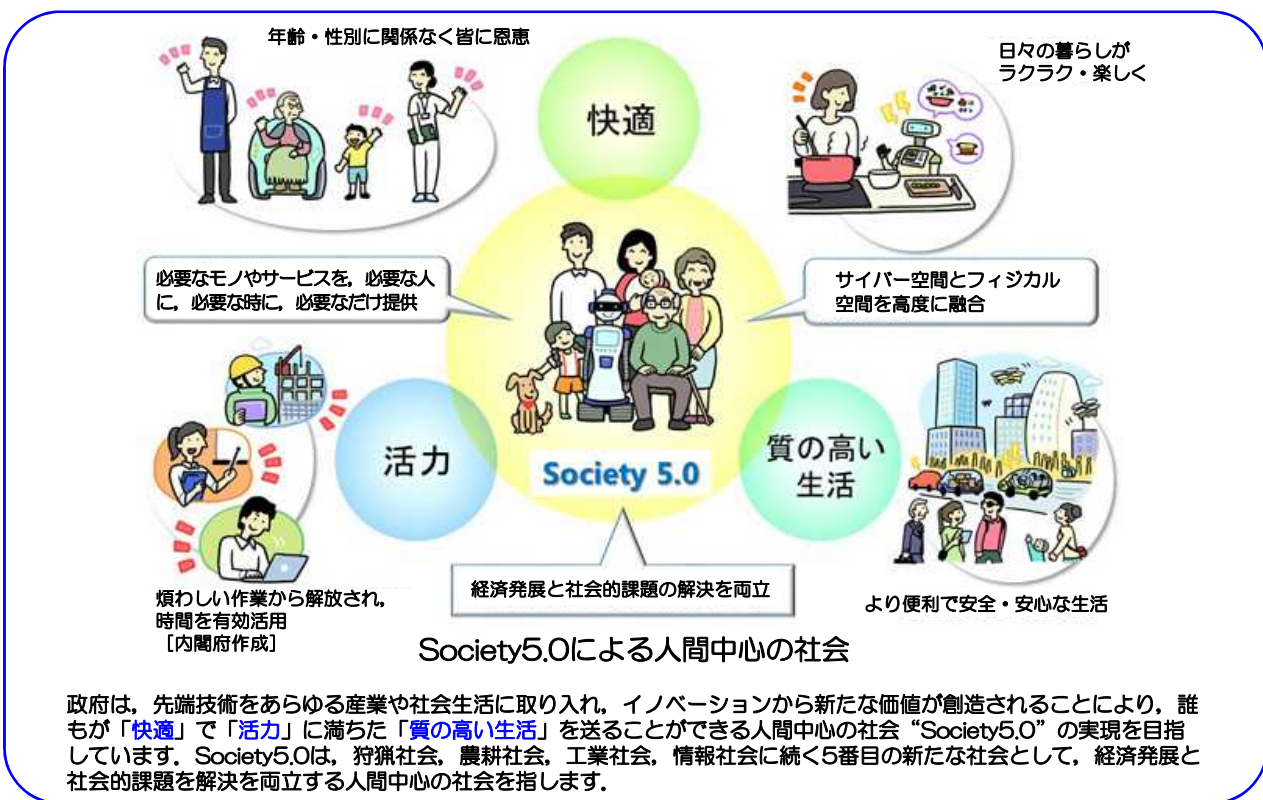 年齢・性別に関係なく皆に恩恵
快適
日々の暮らしが
ラクラク・楽しく
必要なモノやサービスを，必要な人
に，必要な時に，必要なだけ提供
サイバー空間とフィジカル
空間を高度に融合
活力
Society 5.0
質の高い
生活
煩わしい作業から解放され，
時間を有効活用
［内閣府作成］
経済発展と社会的課題の解決を両立
より便利で安全・安心な生活
Society5.0による人間中心の社会
政府は，先端技術をあらゆる産業や社会生活に取り入れ，イノベーションから新たな価値が創造されることにより，誰
もが「快適」で「活力」に満ちた「質の高い生活」を送ることができる人間中心の社会“Society5.0”の実現を目指
しています．Society5.0は，狩猟社会，農耕社会，工業社会，情報社会に続く5番目の新たな社会として，経済発展と
社会的課題を解決を両立する人間中心の社会を指します．